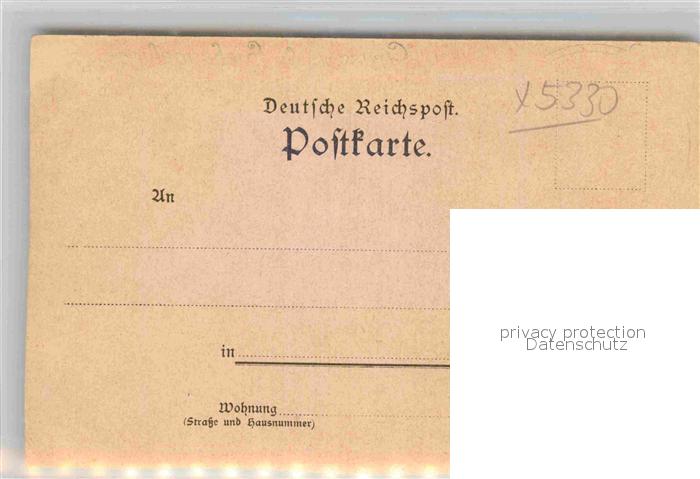 Deutſche Reichspoſt.
X5330
Poſtkarte.
An
in
privacy protection
Datenschutz
Wohnung
(Straße und Hausnummer)